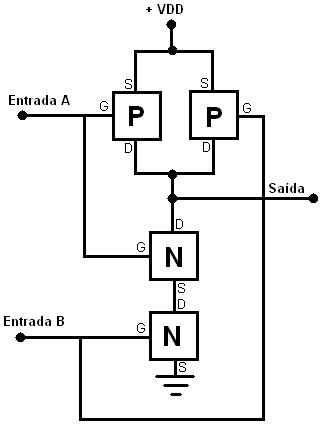 + VDD
S S
Entrada A G P P G
D D
Saída
D
G N
S
D
Entrada B G N
S